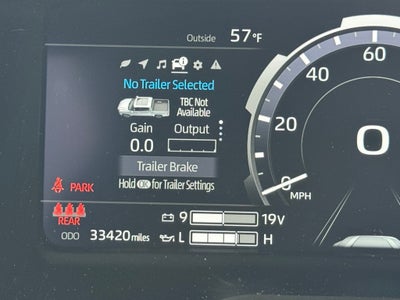 Outside 57°F
No Trailer Selected
TBC Not
Available
Gain Output
0.0
Trailer Brake
Hold OK for Trailer Settings
PARK
REAR
ODO 33420 miles
9 19V
L H
0
20
40
60
0
MPH